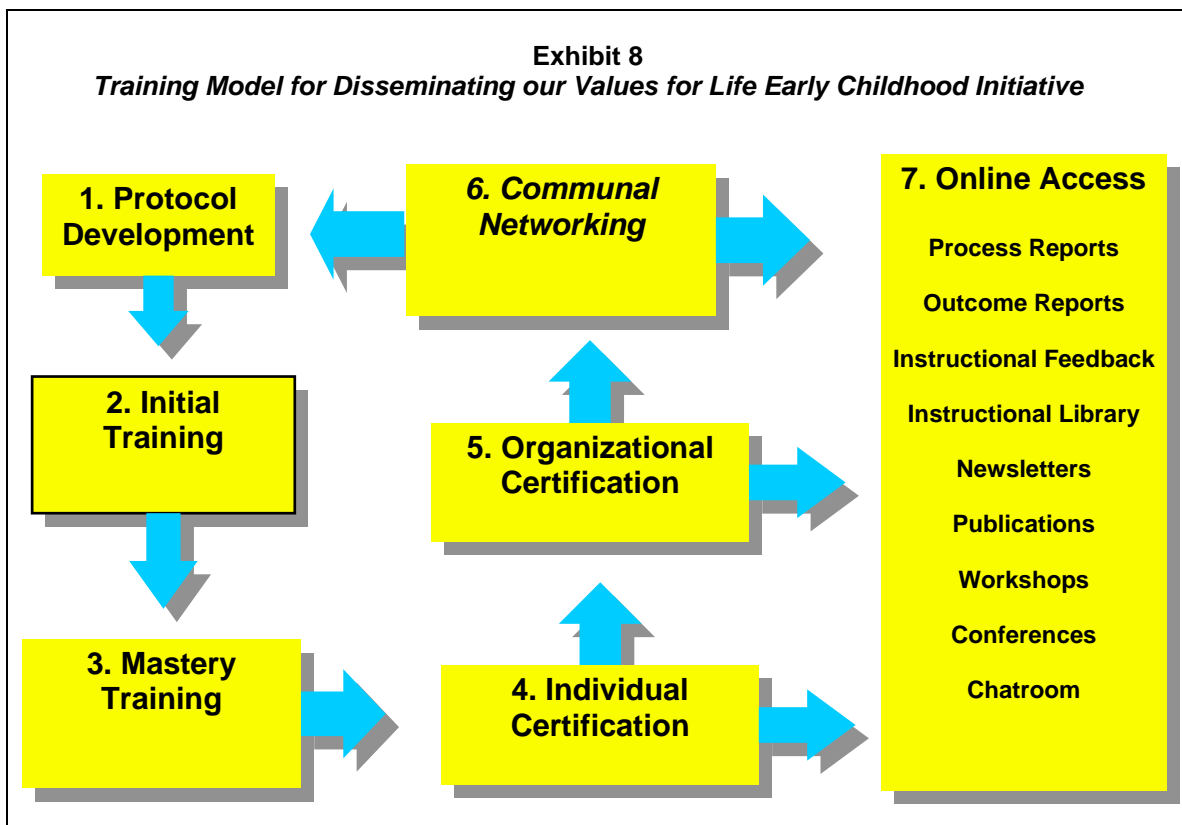 Exhibit 8
Training Model for Disseminating our Values for Life Early Childhood Initiative
1. Protocol
Development
2. Initial
Training
3. Mastery
Training
4. Individual
Certification
5. Organizational
Certification
6. Communal
Networking
7. Online Access
Process Reports
Outcome Reports
Instructional Feedback
Instructional Library
Newsletters
Publications
Workshops
Conferences
Chatroom